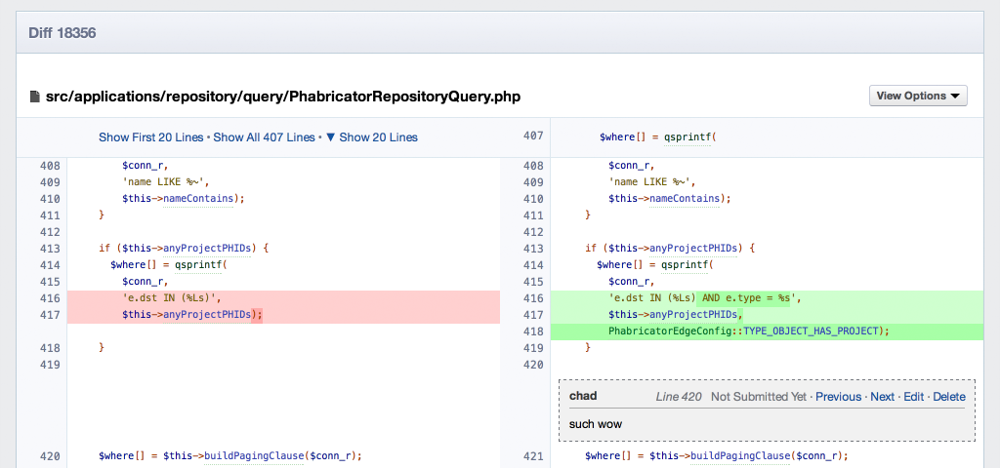 Diff 18356
src/applications/repository/query/PhabricatorRepositoryQuery.php
View Options ▼
Show First 20 Lines • Show All 407 Lines • ▼ Show 20 Lines 407 $where[] = qsprintf(
408 $conn_r, 408 $conn_r,
409 'name LIKE %~', 409 'name LIKE %~',
410 $this->nameContains); 410 $this->nameContains);
411 } 411 }
412 412
413 if ($this->anyProjectPHIDs) { 413 if ($this->anyProjectPHIDs) {
414 $where[] = qsprintf( 414 $where[] = qsprintf(
415 $conn_r, 415 $conn_r,
416 'e.dst IN (%Ls)', 416 'e.dst IN (%Ls) AND e.type = %s',
417 $this->anyProjectPHIDs); 417 $this->anyProjectPHIDs,
418 PhabricatorEdgeConfig::TYPE_OBJECT_HAS_PROJECT);
418 } 419 }
419 420
chad Line 420 Not Submitted Yet · Previous · Next · Edit · Delete
such wow
420 $where[] = $this->buildPagingClause($conn_r); 421 $where[] = $this->buildPagingClause($conn_r);